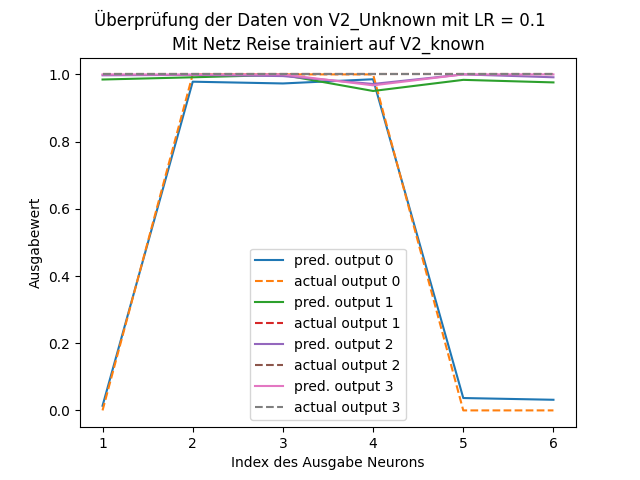 Überprüfung der Daten von V2_Unknown mit LR = 0.1
Mit Netz Reise trainiert auf V2_known
1.0
0.8
0.6
0.4
0.2
0.0
Ausgabewert
pred. output 0
actual output 0
pred. output 1
actual output 1
pred. output 2
actual output 2
pred. output 3
actual output 3
1 2 3 4 5 6
Index des Ausgabe Neurons